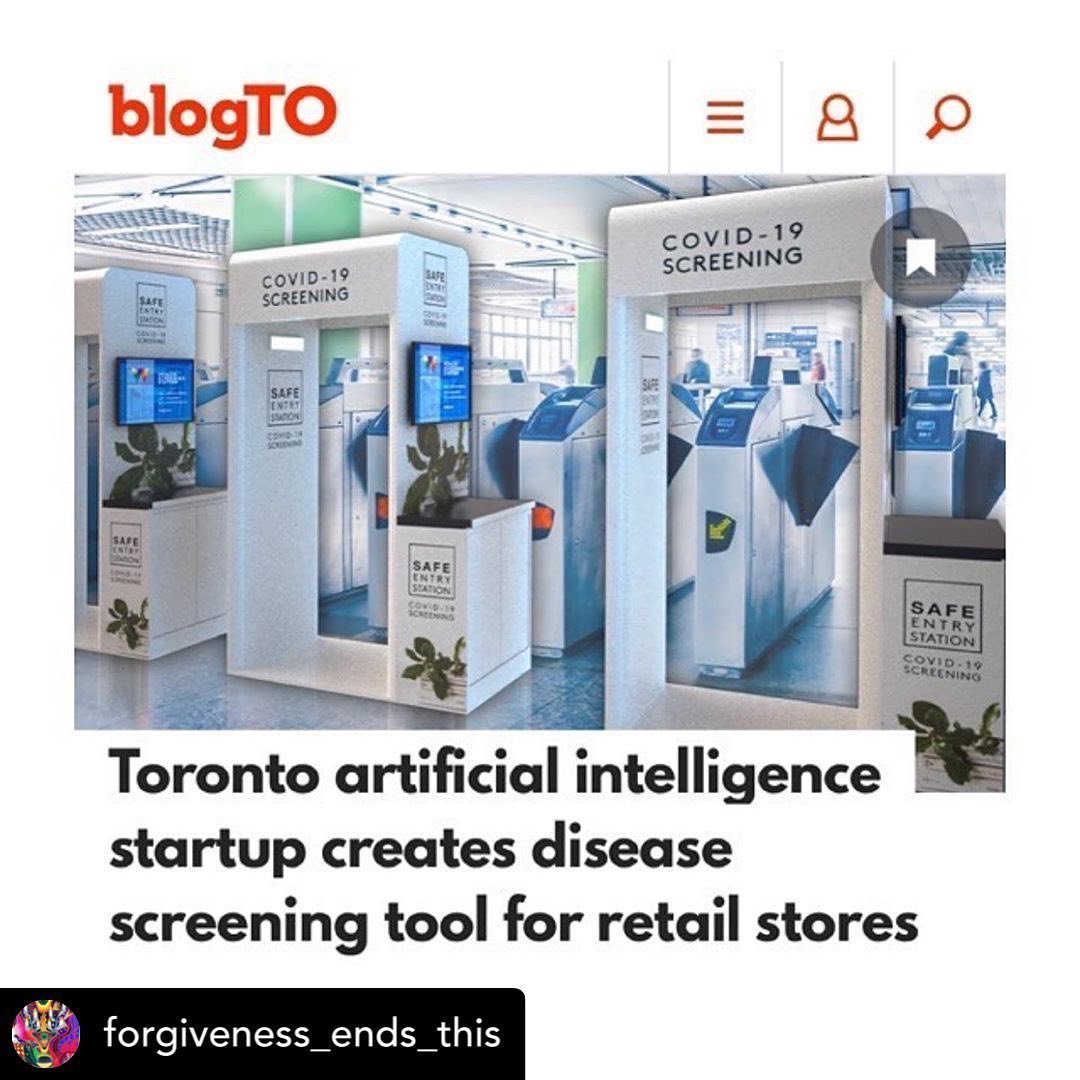 blogTO
COVID-19
SCREENING
COVID-19
SCREENING
SAFE
ENTRY
STATION
COVID-19
SCREENING
SAFE
ENTRY
STATION
COVID-19
SCREENING
SAFE
ENTRY
STATION
COVID-19
SCREENING
SAFE
ENTRY
STATION
COVID-19
SCREENING
SAFE
ENTRY
STATION
COVID-19
SCREENING
SAFE
ENTRY
STATION
COVID-19
SCREENING
SAFE
ENTRY
STATION
COVID-19
SCREENING
Toronto artificial intelligence
startup creates disease
screening tool for retail stores
forgiveness_ends_this